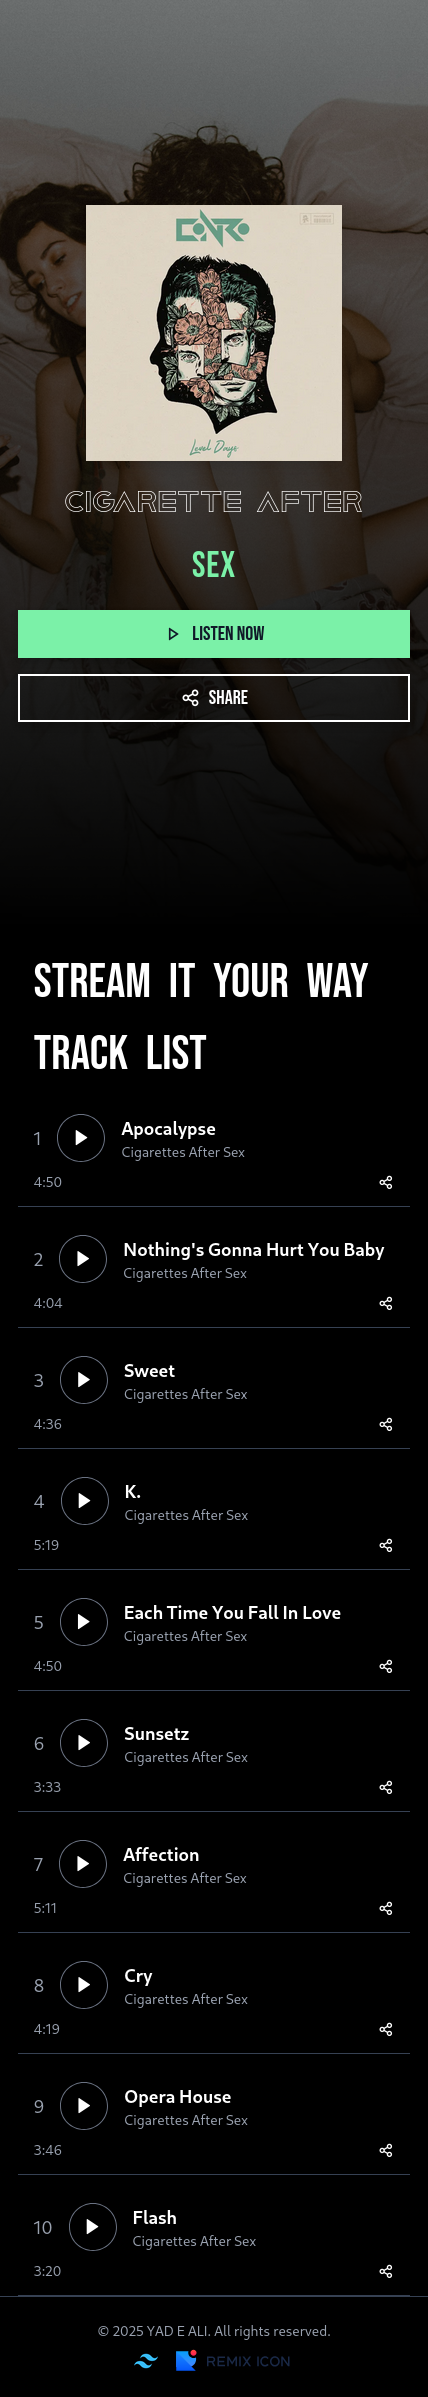 CONRO
Level Days
CIGARETTE AFTER
SEX
LISTEN NOW
SHARE
STREAM IT YOUR WAY
TRACK LIST
1
Apocalypse
Cigarettes After Sex
4:50
2
Nothing's Gonna Hurt You Baby
Cigarettes After Sex
4:04
3
Sweet
Cigarettes After Sex
4:36
4
K.
Cigarettes After Sex
5:19
5
Each Time You Fall In Love
Cigarettes After Sex
4:50
6
Sunsetz
Cigarettes After Sex
3:33
7
Affection
Cigarettes After Sex
5:11
8
Cry
Cigarettes After Sex
4:19
9
Opera House
Cigarettes After Sex
3:46
10
Flash
Cigarettes After Sex
3:20
© 2025 YAD E ALI. All rights reserved.
REMIX ICON